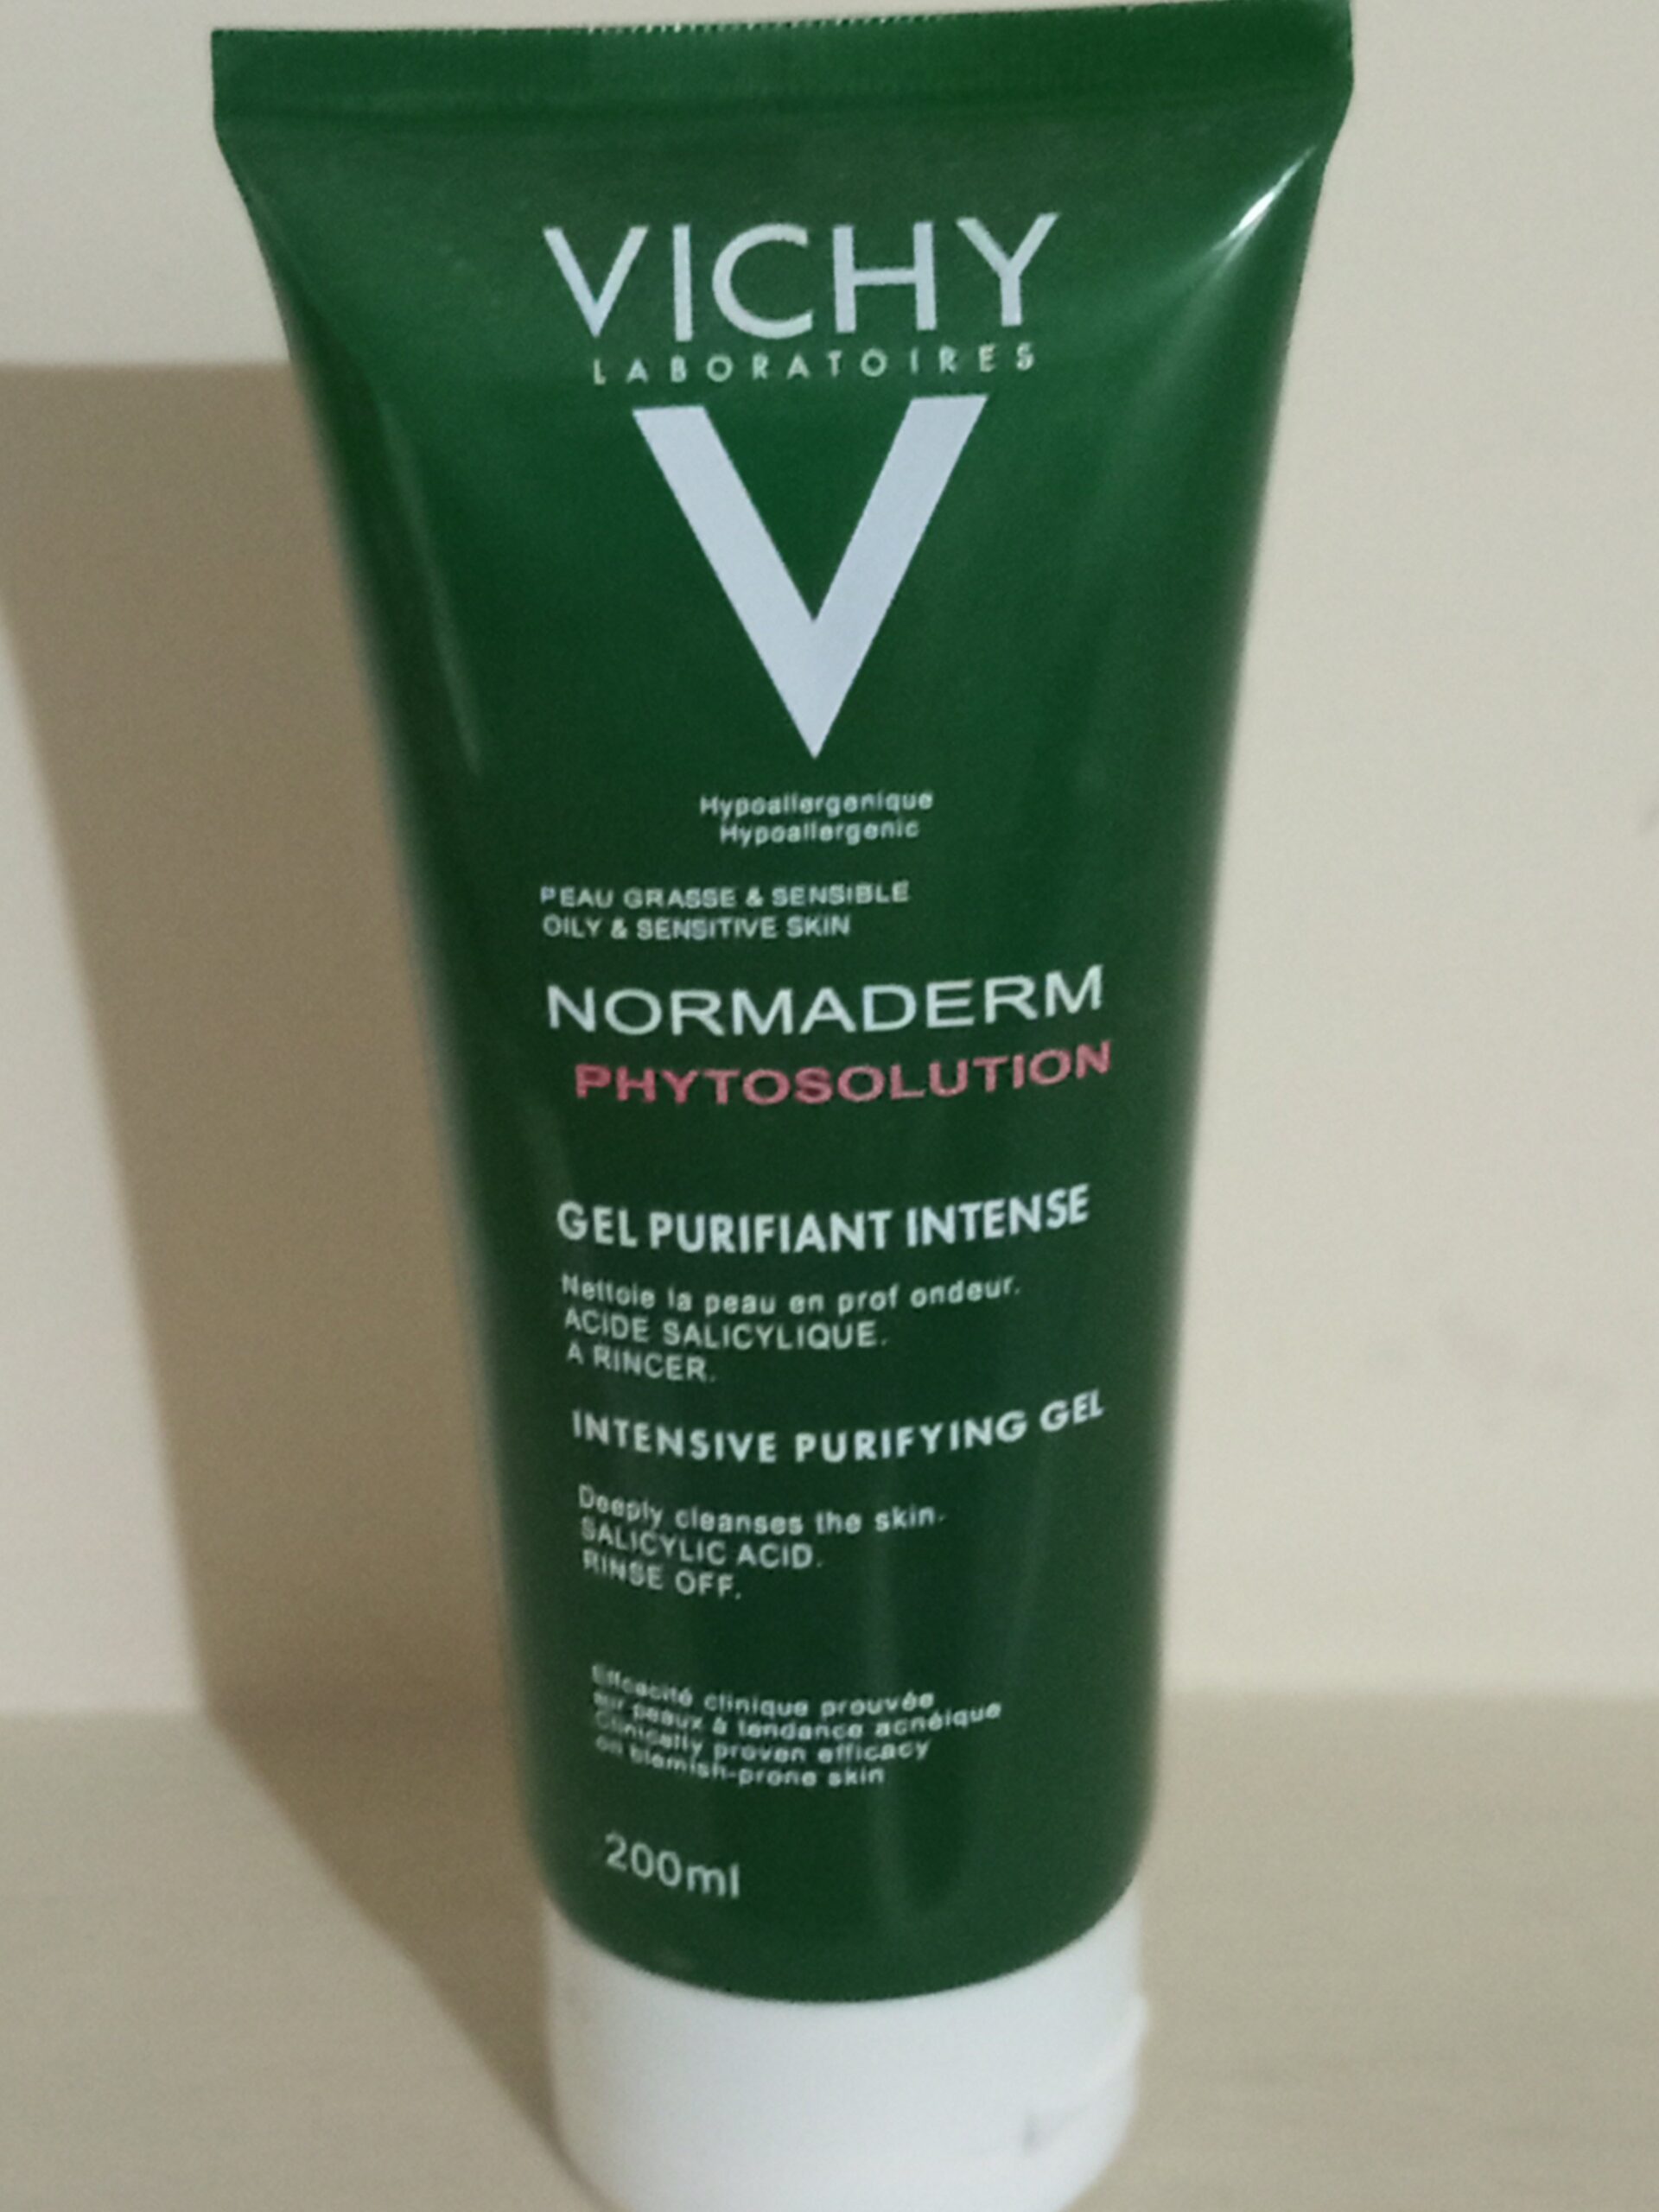 VICHY
LABORATOIRES
V
Hypoallergenique
Hypoallergenic
PEAU GRASSE & SENSIBLE
OILY & SENSITIVE SKIN
NORMADERM
PHYTOSOLUTION
GEL PURIFIANT INTENSE
Nettoie la peau en prof ondeur.
ACIDE SALICYLIQUE.
A RINCER.
INTENSIVE PURIFYING GEL
Deeply cleanses the skin.
SALICYLIC ACID.
RINSE OFF.
Efficacité clinique prouvée
sur peaux à tendance acnéique
Clinically proven efficacy
on blemish-prone skin
200ml